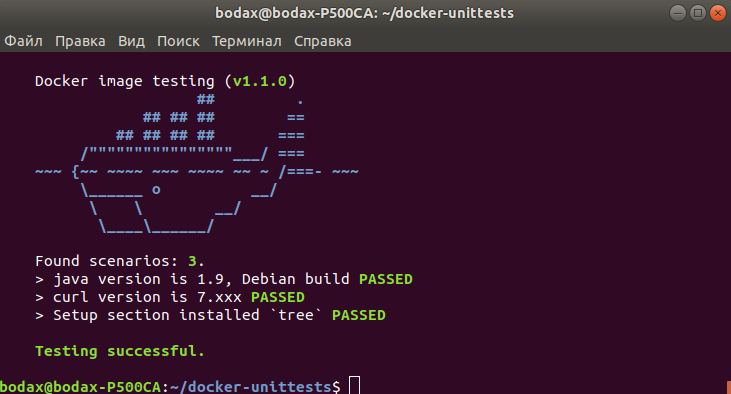 bodax@bodax-P500CA: ~/docker-unittests
Файл Правка Вид Поиск Терминал Справка
Docker image testing (v1.1.0)
                  ##            .
            ## ## ##        ==
         ## ## ## ##       ===
     /""""""""""""""""___/ ===
~~~ {~~ ~~~~ ~~~ ~~~~ ~~ ~ /===- ~~~
     \______ o          __/
      \    \        __/
       \____\______/
Found scenarios: 3.
> java version is 1.9, Debian build PASSED
> curl version is 7.xxx PASSED
> Setup section installed `tree` PASSED
Testing successful.
bodax@bodax-P500CA:~/docker-unittests$